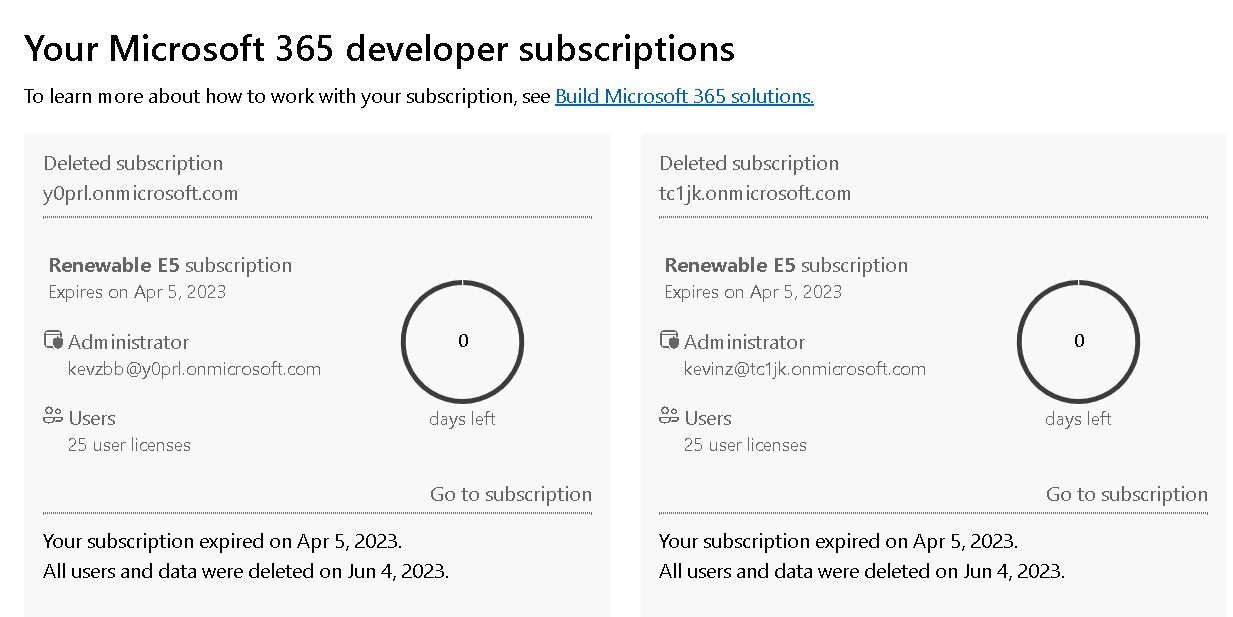 Your Microsoft 365 developer subscriptions
To learn more about how to work with your subscription, see Build Microsoft 365 solutions.
Deleted subscription
y0prl.onmicrosoft.com
Renewable E5 subscription
Expires on Apr 5, 2023
Administrator
kevzbb@y0prl.onmicrosoft.com
Users
25 user licenses
0
days left
Go to subscription
Your subscription expired on Apr 5, 2023.
All users and data were deleted on Jun 4, 2023.
Deleted subscription
tc1jk.onmicrosoft.com
Renewable E5 subscription
Expires on Apr 5, 2023
Administrator
kevinz@tc1jk.onmicrosoft.com
Users
25 user licenses
0
days left
Go to subscription
Your subscription expired on Apr 5, 2023.
All users and data were deleted on Jun 4, 2023.